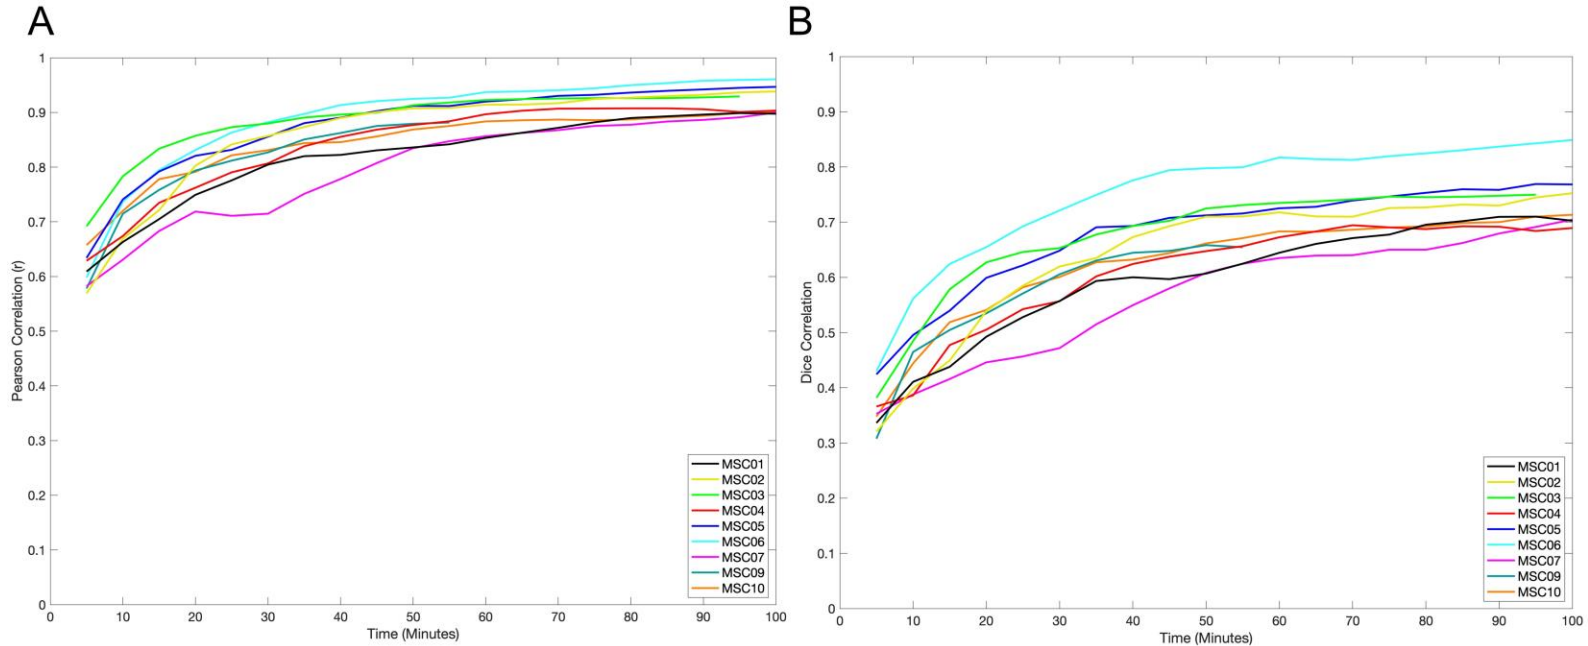 A
1
0.9
0.8
0.7
0.6
0.5
0.4
0.3
0.2
0.1
0
Pearson Correlation (r)
0 10 20 30 40 50 60 70 80 90 100
Time (Minutes)
MSC01
MSC02
MSC03
MSC04
MSC05
MSC06
MSC07
MSC09
MSC10
B
1
0.9
0.8
0.7
0.6
0.5
0.4
0.3
0.2
0.1
0
Dice Correlation
0 10 20 30 40 50 60 70 80 90 100
Time (Minutes)
MSC01
MSC02
MSC03
MSC04
MSC05
MSC06
MSC07
MSC09
MSC10